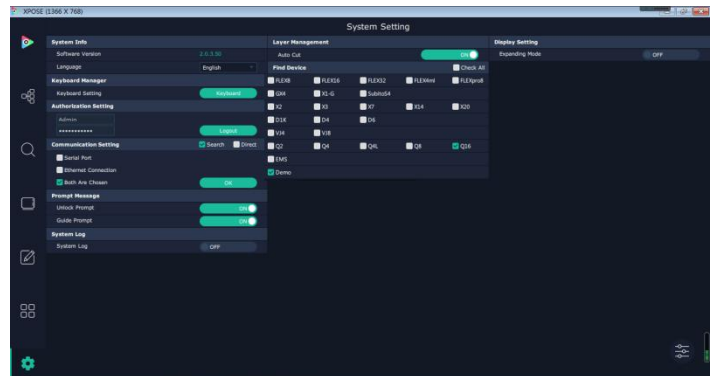 XPOSE (1366 X 768)
System Setting
System Info
Software Version 2.0.3.50
Language English
Keyboard Manager
Keyboard Setting Keyboard
Authorization Setting
Admin
***********
Logout
Communication Setting Search Direct
Serial Port
Ethernet Connection
Both Are Chosen OK
Prompt Message
Unlock Prompt ON
Guide Prompt ON
System Log
System Log OFF
Layer Management
Auto Cut ON
Find Device Check All
FLEX8 FLEX16 FLEX32 FLEX4ml FLEXpro8
GX4 X1-G SubHoS4
X2 X3 X7 X14 X20
D1K D4 D6
VJ4 VJ8
Q2 Q4 Q4L Q8 Q16
EMS
Demo
Display Setting
Expanding Mode OFF